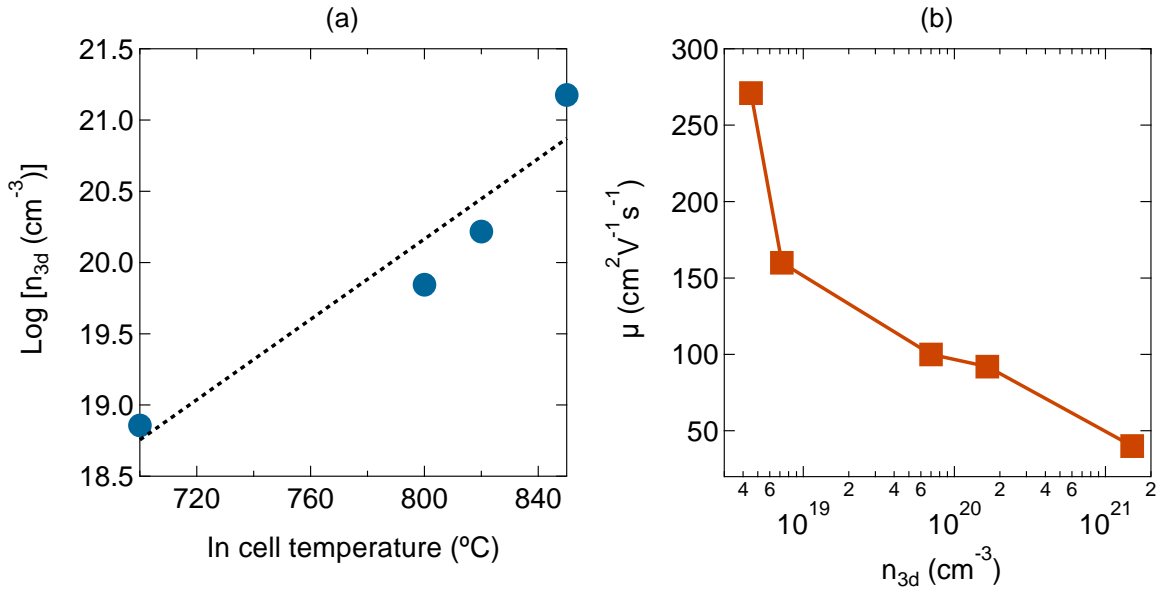 (a)
21.5
21.0
20.5
20.0
19.5
19.0
18.5
Log [n3d (cm-3)]
720
760
800
840
In cell temperature (ºC)
(b)
300
250
200
150
100
50
µ (cm2V-1s-1)
4 6 2 4 6 2 4 6 2
10^19 10^20 10^21
n3d (cm-3)